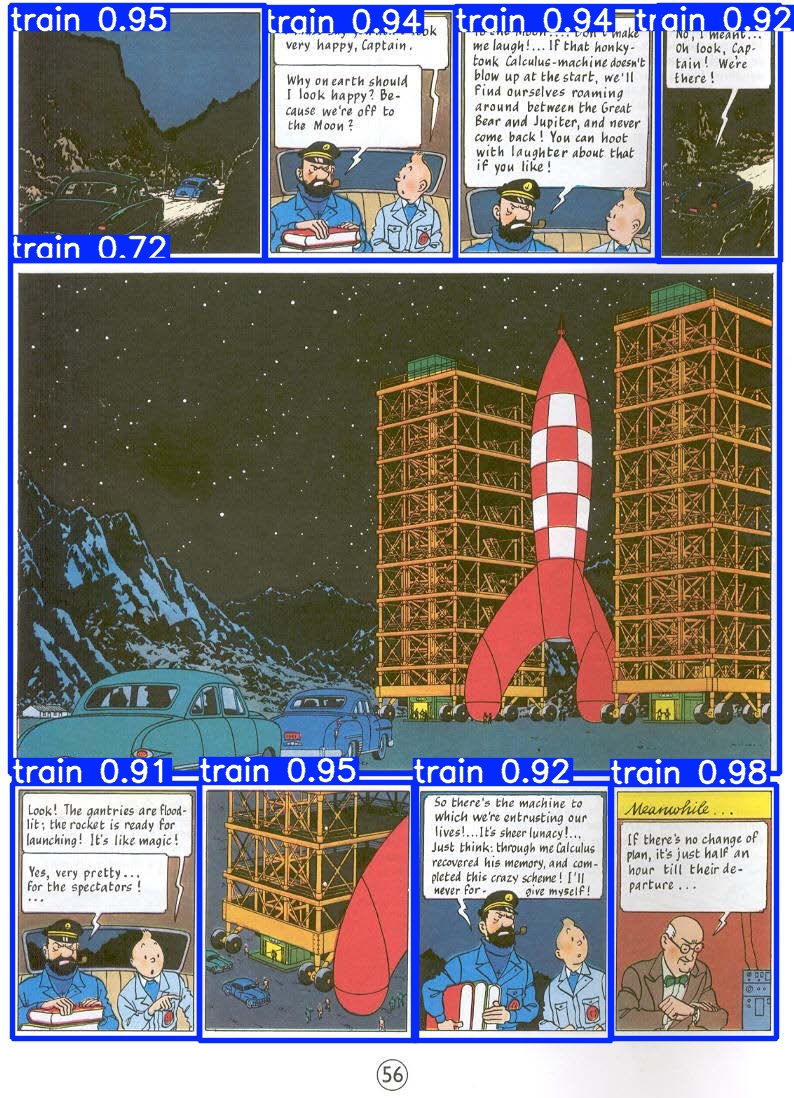 train 0.95
train 0.94
very happy, Captain.
Why on earth should
I look happy? Be-
cause we're off to
the Moon?
train 0.94
make
me laugh!... If that honky-
tonk Calculus-machine doesn't
blow up at the start, we'll
find ourselves roaming
around between the Great
Bear and Jupiter, and never
come back! You can hoot
with laughter about that
if you like!
train 0.92
No, I meant...
Oh look, Cap-
tain! We're
there!
train 0.72
train 0.91
Look! The gantries are flood-
lit; the rocket is ready for
launching! It's like magic!
Yes, very pretty...
for the spectators!
...
train 0.95
train 0.92
So there's the machine to
which we're entrusting our
lives!...It's sheer lunacy!...
Just think: through me Calculus
recovered his memory, and com-
pleted this crazy scheme! I'll
never for- give myself!
train 0.98
Meanwhile...
If there's no change of
plan, it's just half an
hour till their de-
parture...
56